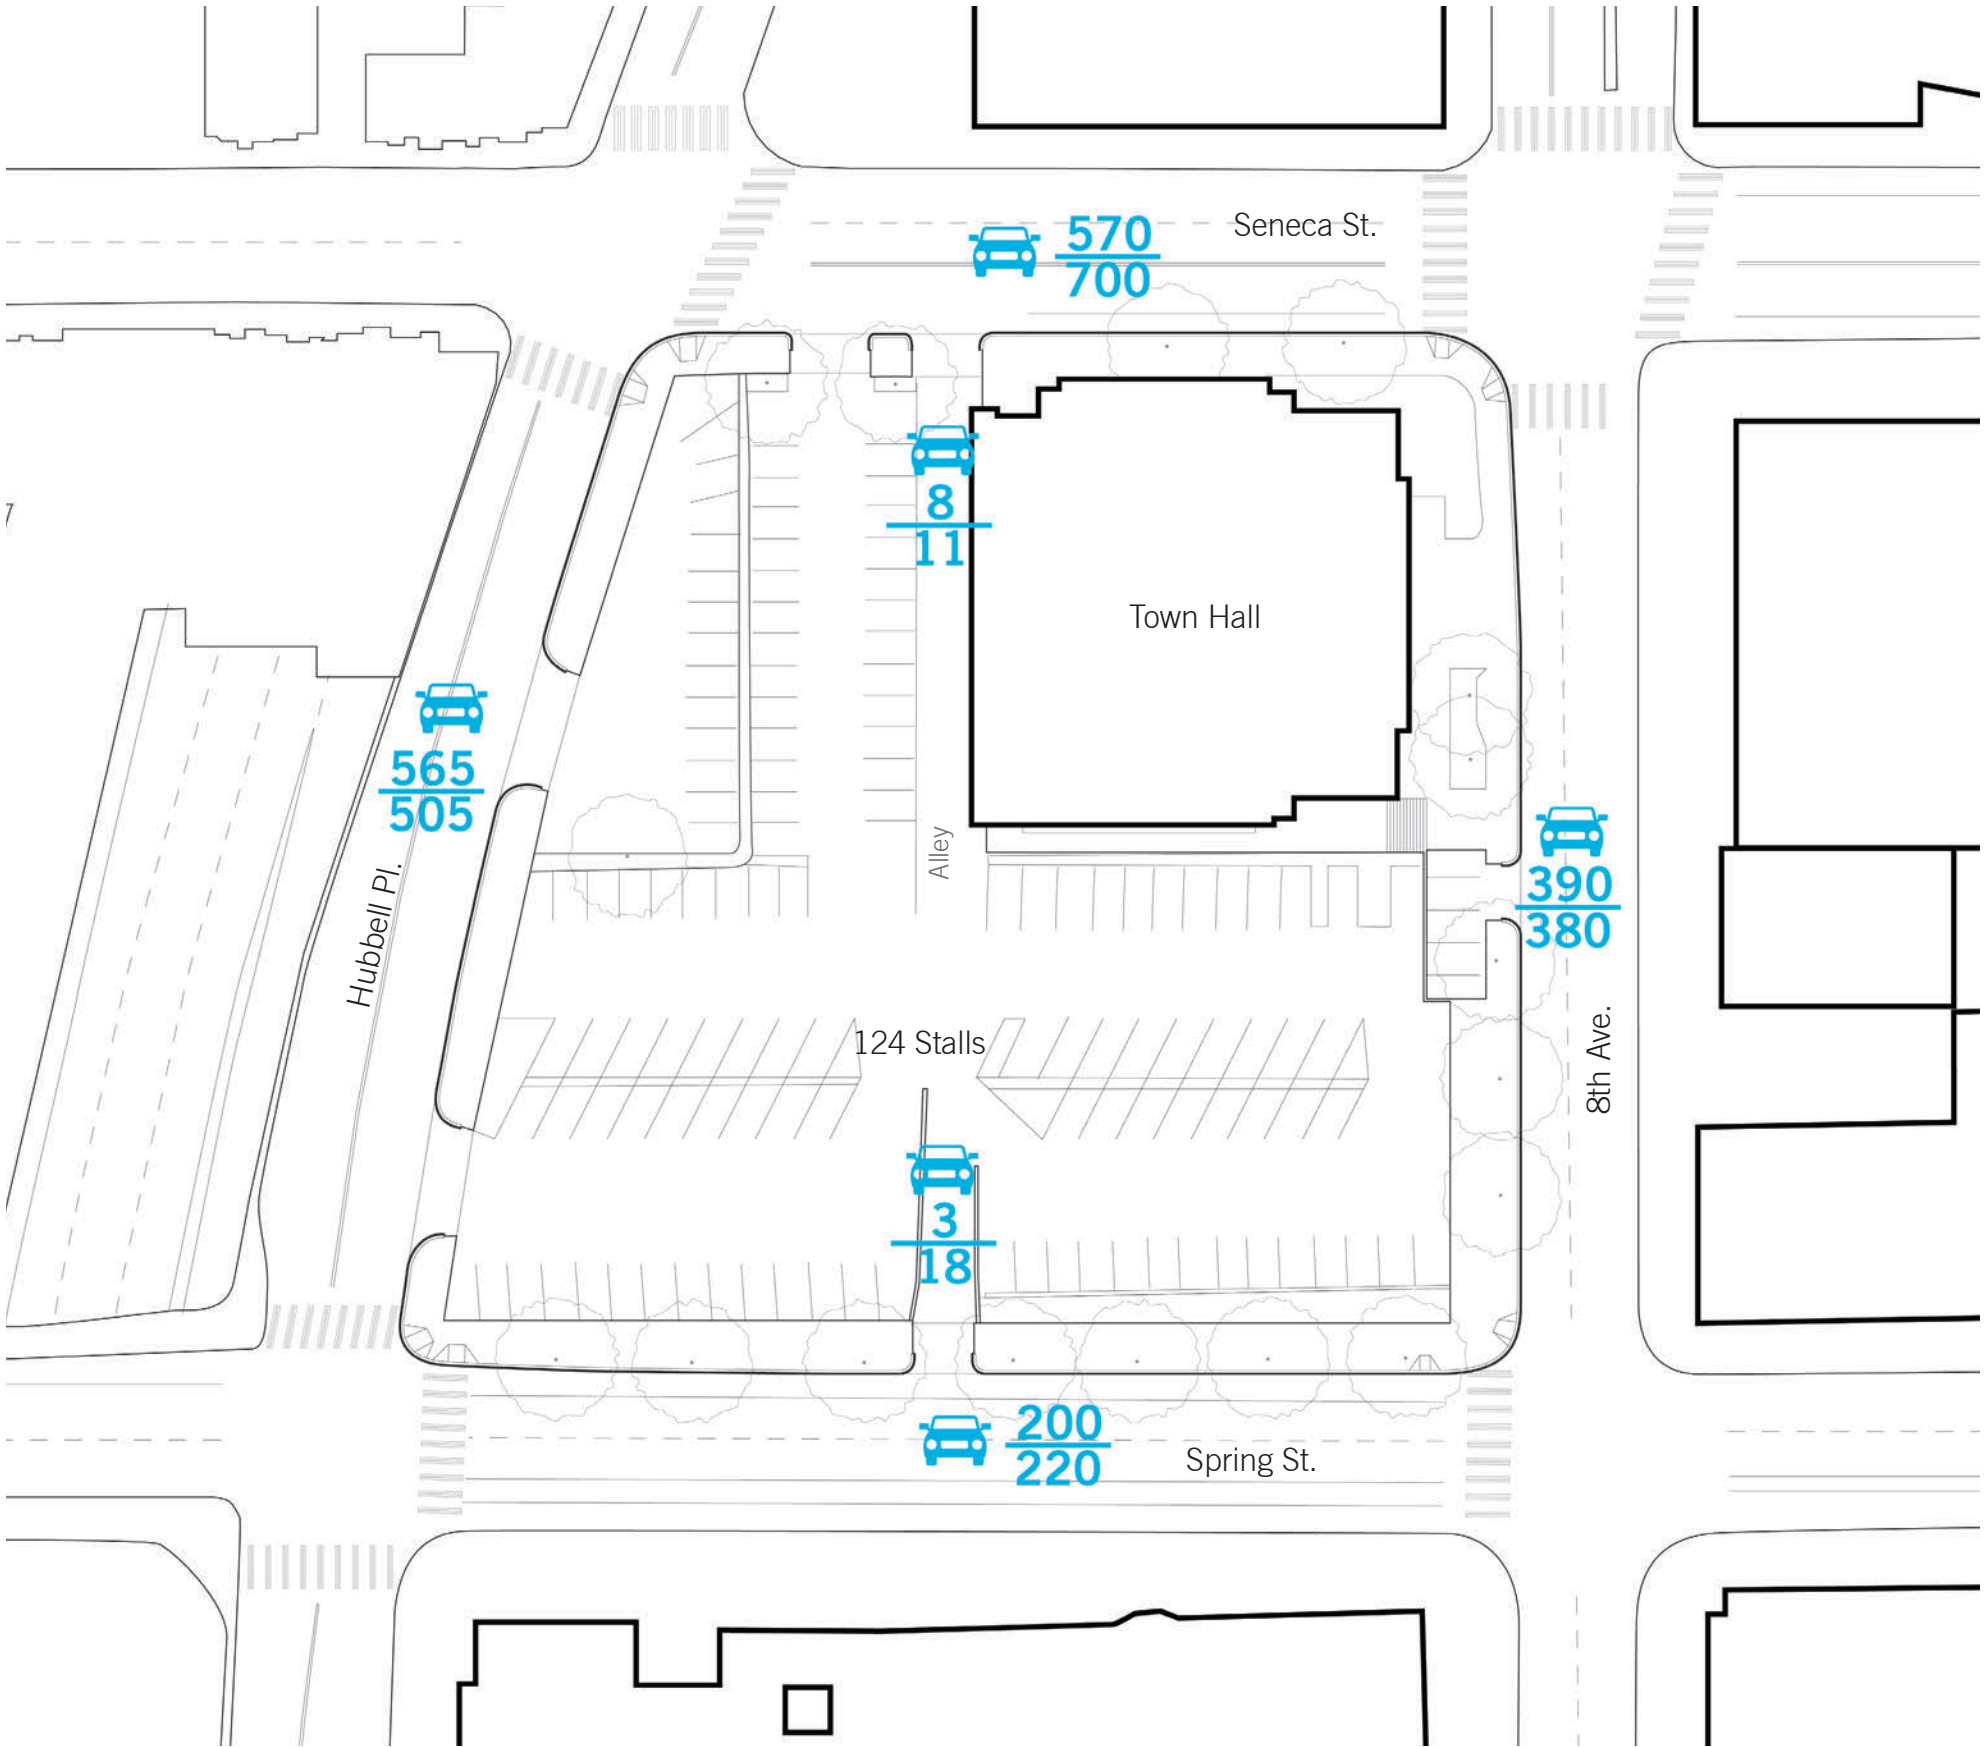 Seneca St.
570
700
8
11
Town Hall
565
505
Alley
390
380
Hubbell Pl.
124 Stalls
8th Ave.
3
18
200
220
Spring St.